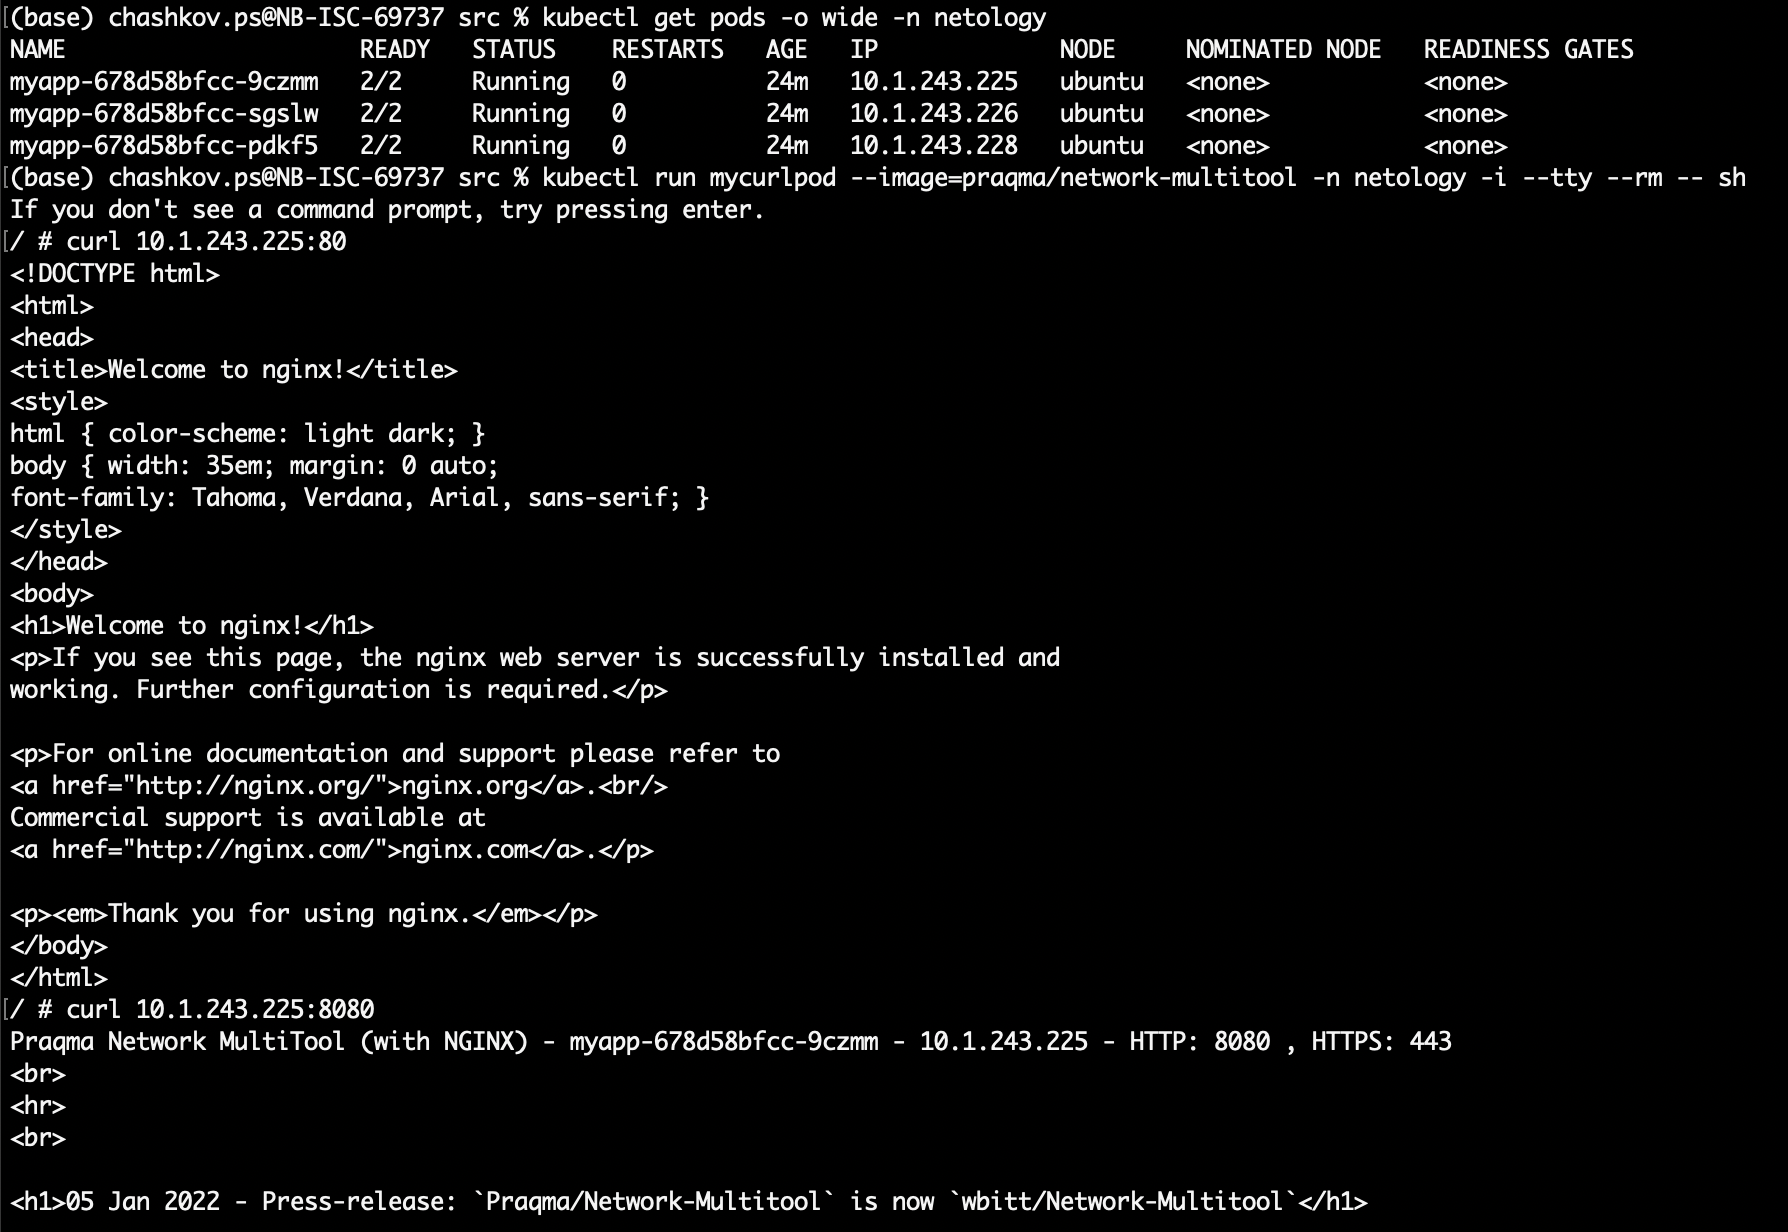 [(base) chashkov.ps@NB-ISC-69737 src % kubectl get pods -o wide -n netology
NAME                     READY   STATUS    RESTARTS   AGE   IP             NODE     NOMINATED NODE   READINESS GATES
myapp-678d58bfcc-9czmm   2/2     Running   0          24m   10.1.243.225   ubuntu   <none>           <none>
myapp-678d58bfcc-sgslw   2/2     Running   0          24m   10.1.243.226   ubuntu   <none>           <none>
myapp-678d58bfcc-pdkf5   2/2     Running   0          24m   10.1.243.228   ubuntu   <none>           <none>
[(base) chashkov.ps@NB-ISC-69737 src % kubectl run mycurlpod --image=praqma/network-multitool -n netology -i --tty --rm -- sh
If you don't see a command prompt, try pressing enter.
[/ # curl 10.1.243.225:80
<!DOCTYPE html>
<html>
<head>
<title>Welcome to nginx!</title>
<style>
html { color-scheme: light dark; }
body { width: 35em; margin: 0 auto;
font-family: Tahoma, Verdana, Arial, sans-serif; }
</style>
</head>
<body>
<h1>Welcome to nginx!</h1>
<p>If you see this page, the nginx web server is successfully installed and
working. Further configuration is required.</p>

<p>For online documentation and support please refer to
<a href="http://nginx.org/">nginx.org</a>.<br/>
Commercial support is available at
<a href="http://nginx.com/">nginx.com</a>.</p>

<p><em>Thank you for using nginx.</em></p>
</body>
</html>
[/ # curl 10.1.243.225:8080
Praqma Network MultiTool (with NGINX) - myapp-678d58bfcc-9czmm - 10.1.243.225 - HTTP: 8080 , HTTPS: 443
<br>
<hr>
<br>

<h1>05 Jan 2022 - Press-release: `Praqma/Network-Multitool` is now `wbitt/Network-Multitool`</h1>